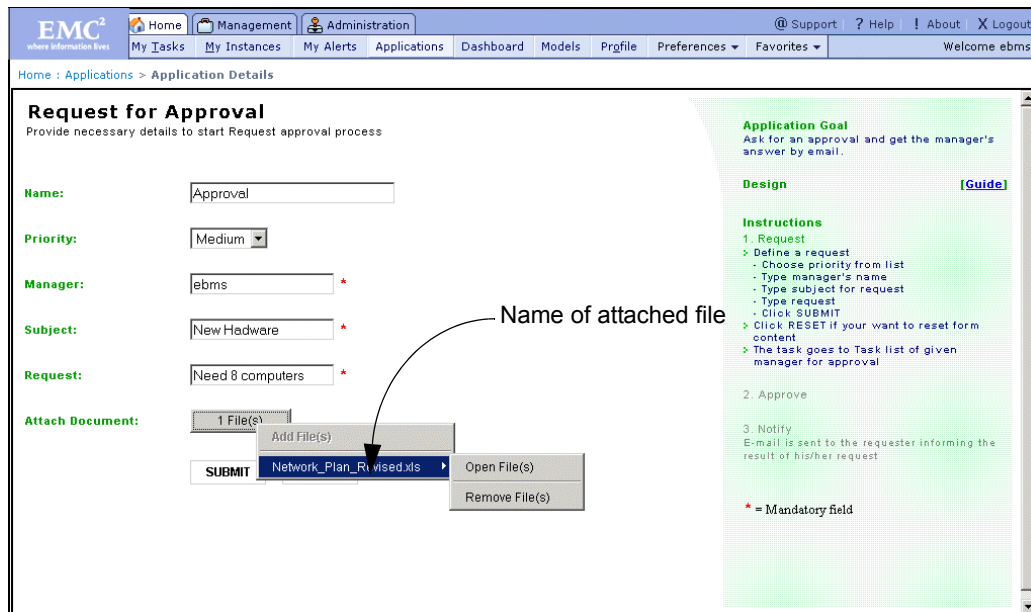 EMC²
where information lives
Home Management Administration
@ Support ? Help ! About X Logout
My Tasks My Instances My Alerts Applications Dashboard Models Profile Preferences Favorites Welcome ebms
Home : Applications > Application Details
Request for Approval
Provide necessary details to start Request approval process
Name: Approval
Priority: Medium
Manager: ebms *
Subject: New Hadware *
Request: Need 8 computers *
Attach Document: 1 File(s)
Add File(s)
Network_Plan_Revised.xls
Open File(s)
Remove File(s)
SUBMIT
Name of attached file
Application Goal
Ask for an approval and get the manager's
answer by email.
Design [Guide]
Instructions
1. Request
> Define a request
- Choose priority from list
- Type manager's name
- Type subject for request
- Type request
- Click SUBMIT
> Click RESET if your want to reset form
content
> The task goes to Task list of given
manager for approval
2. Approve
3. Notify
E-mail is sent to the requester informing the
result of his/her request
* = Mandatory field